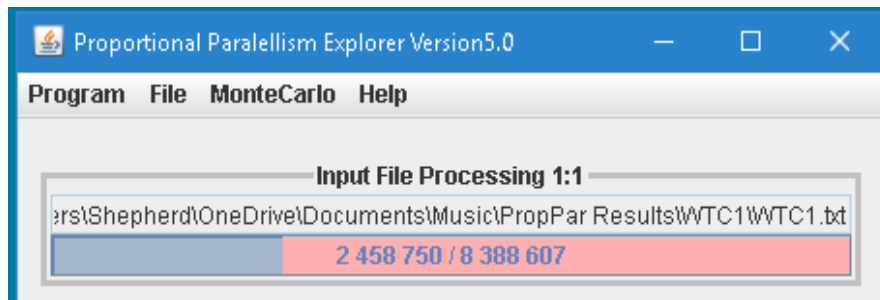 Proportional Paralellism Explorer Version5.0
Program File MonteCarlo Help
Input File Processing 1:1
ers\Shepherd\OneDrive\Documents\Music\PropPar Results\WTC1\WTC1.txt
2 458 750 / 8 388 607